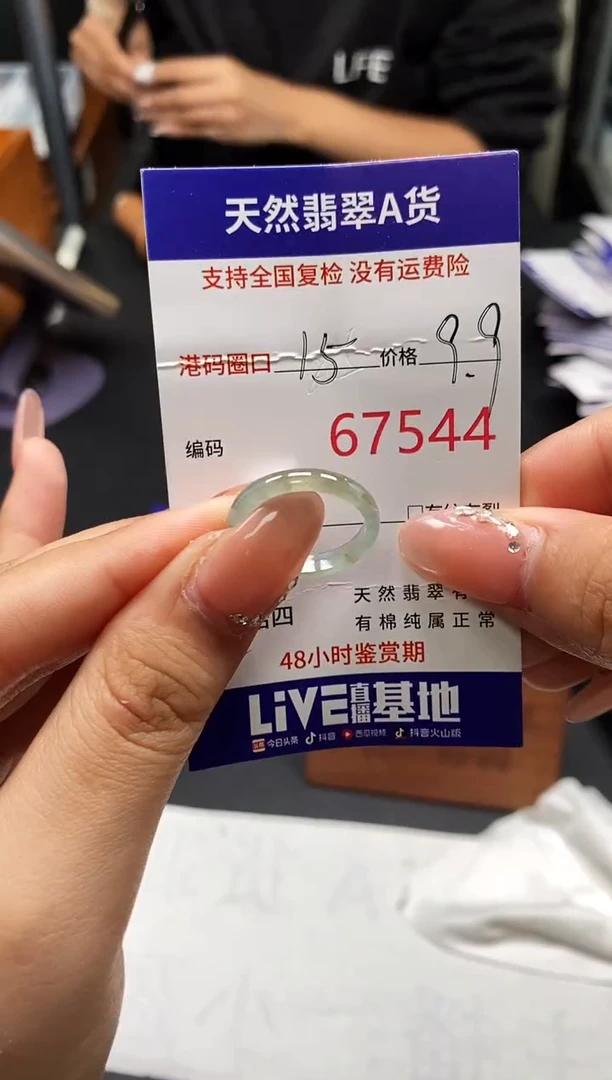 LFE
天然翡翠A货
支持全国复检 没有运费险
港码圈口 15 价格 9.9
编码 67544
天然翡翠有
四 有棉纯属正常
48小时鉴赏期
LiVE直播基地
今日头条 抖音 西瓜视频 抖音火山版